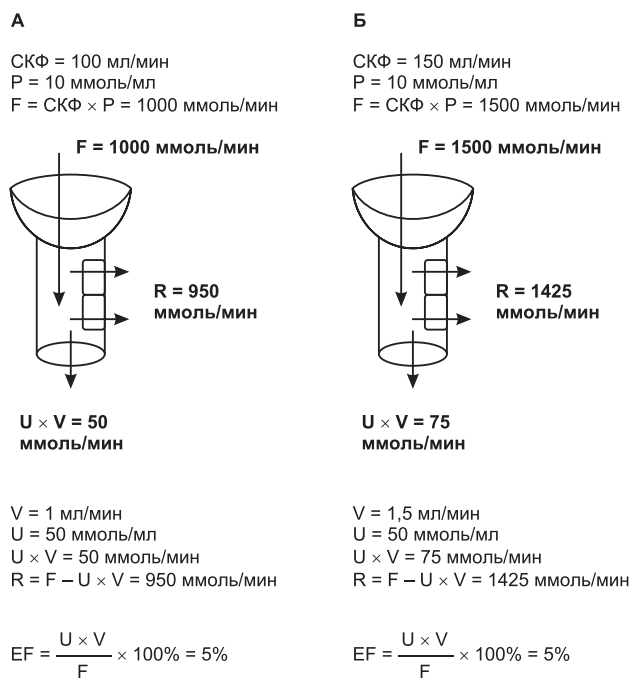 А
СКФ = 100 мл/мин
P = 10 ммоль/мл
F = СКФ × P = 1000 ммоль/мин
F = 1000 ммоль/мин
R = 950
ммоль/мин
U × V = 50
ммоль/мин
V = 1 мл/мин
U = 50 ммоль/мл
U × V = 50 ммоль/мин
R = F – U × V = 950 ммоль/мин
EF = U × V / F × 100% = 5%
Б
СКФ = 150 мл/мин
P = 10 ммоль/мл
F = СКФ × P = 1500 ммоль/мин
F = 1500 ммоль/мин
R = 1425
ммоль/мин
U × V = 75
ммоль/мин
V = 1,5 мл/мин
U = 50 ммоль/мл
U × V = 75 ммоль/мин
R = F – U × V = 1425 ммоль/мин
EF = U × V / F × 100% = 5%